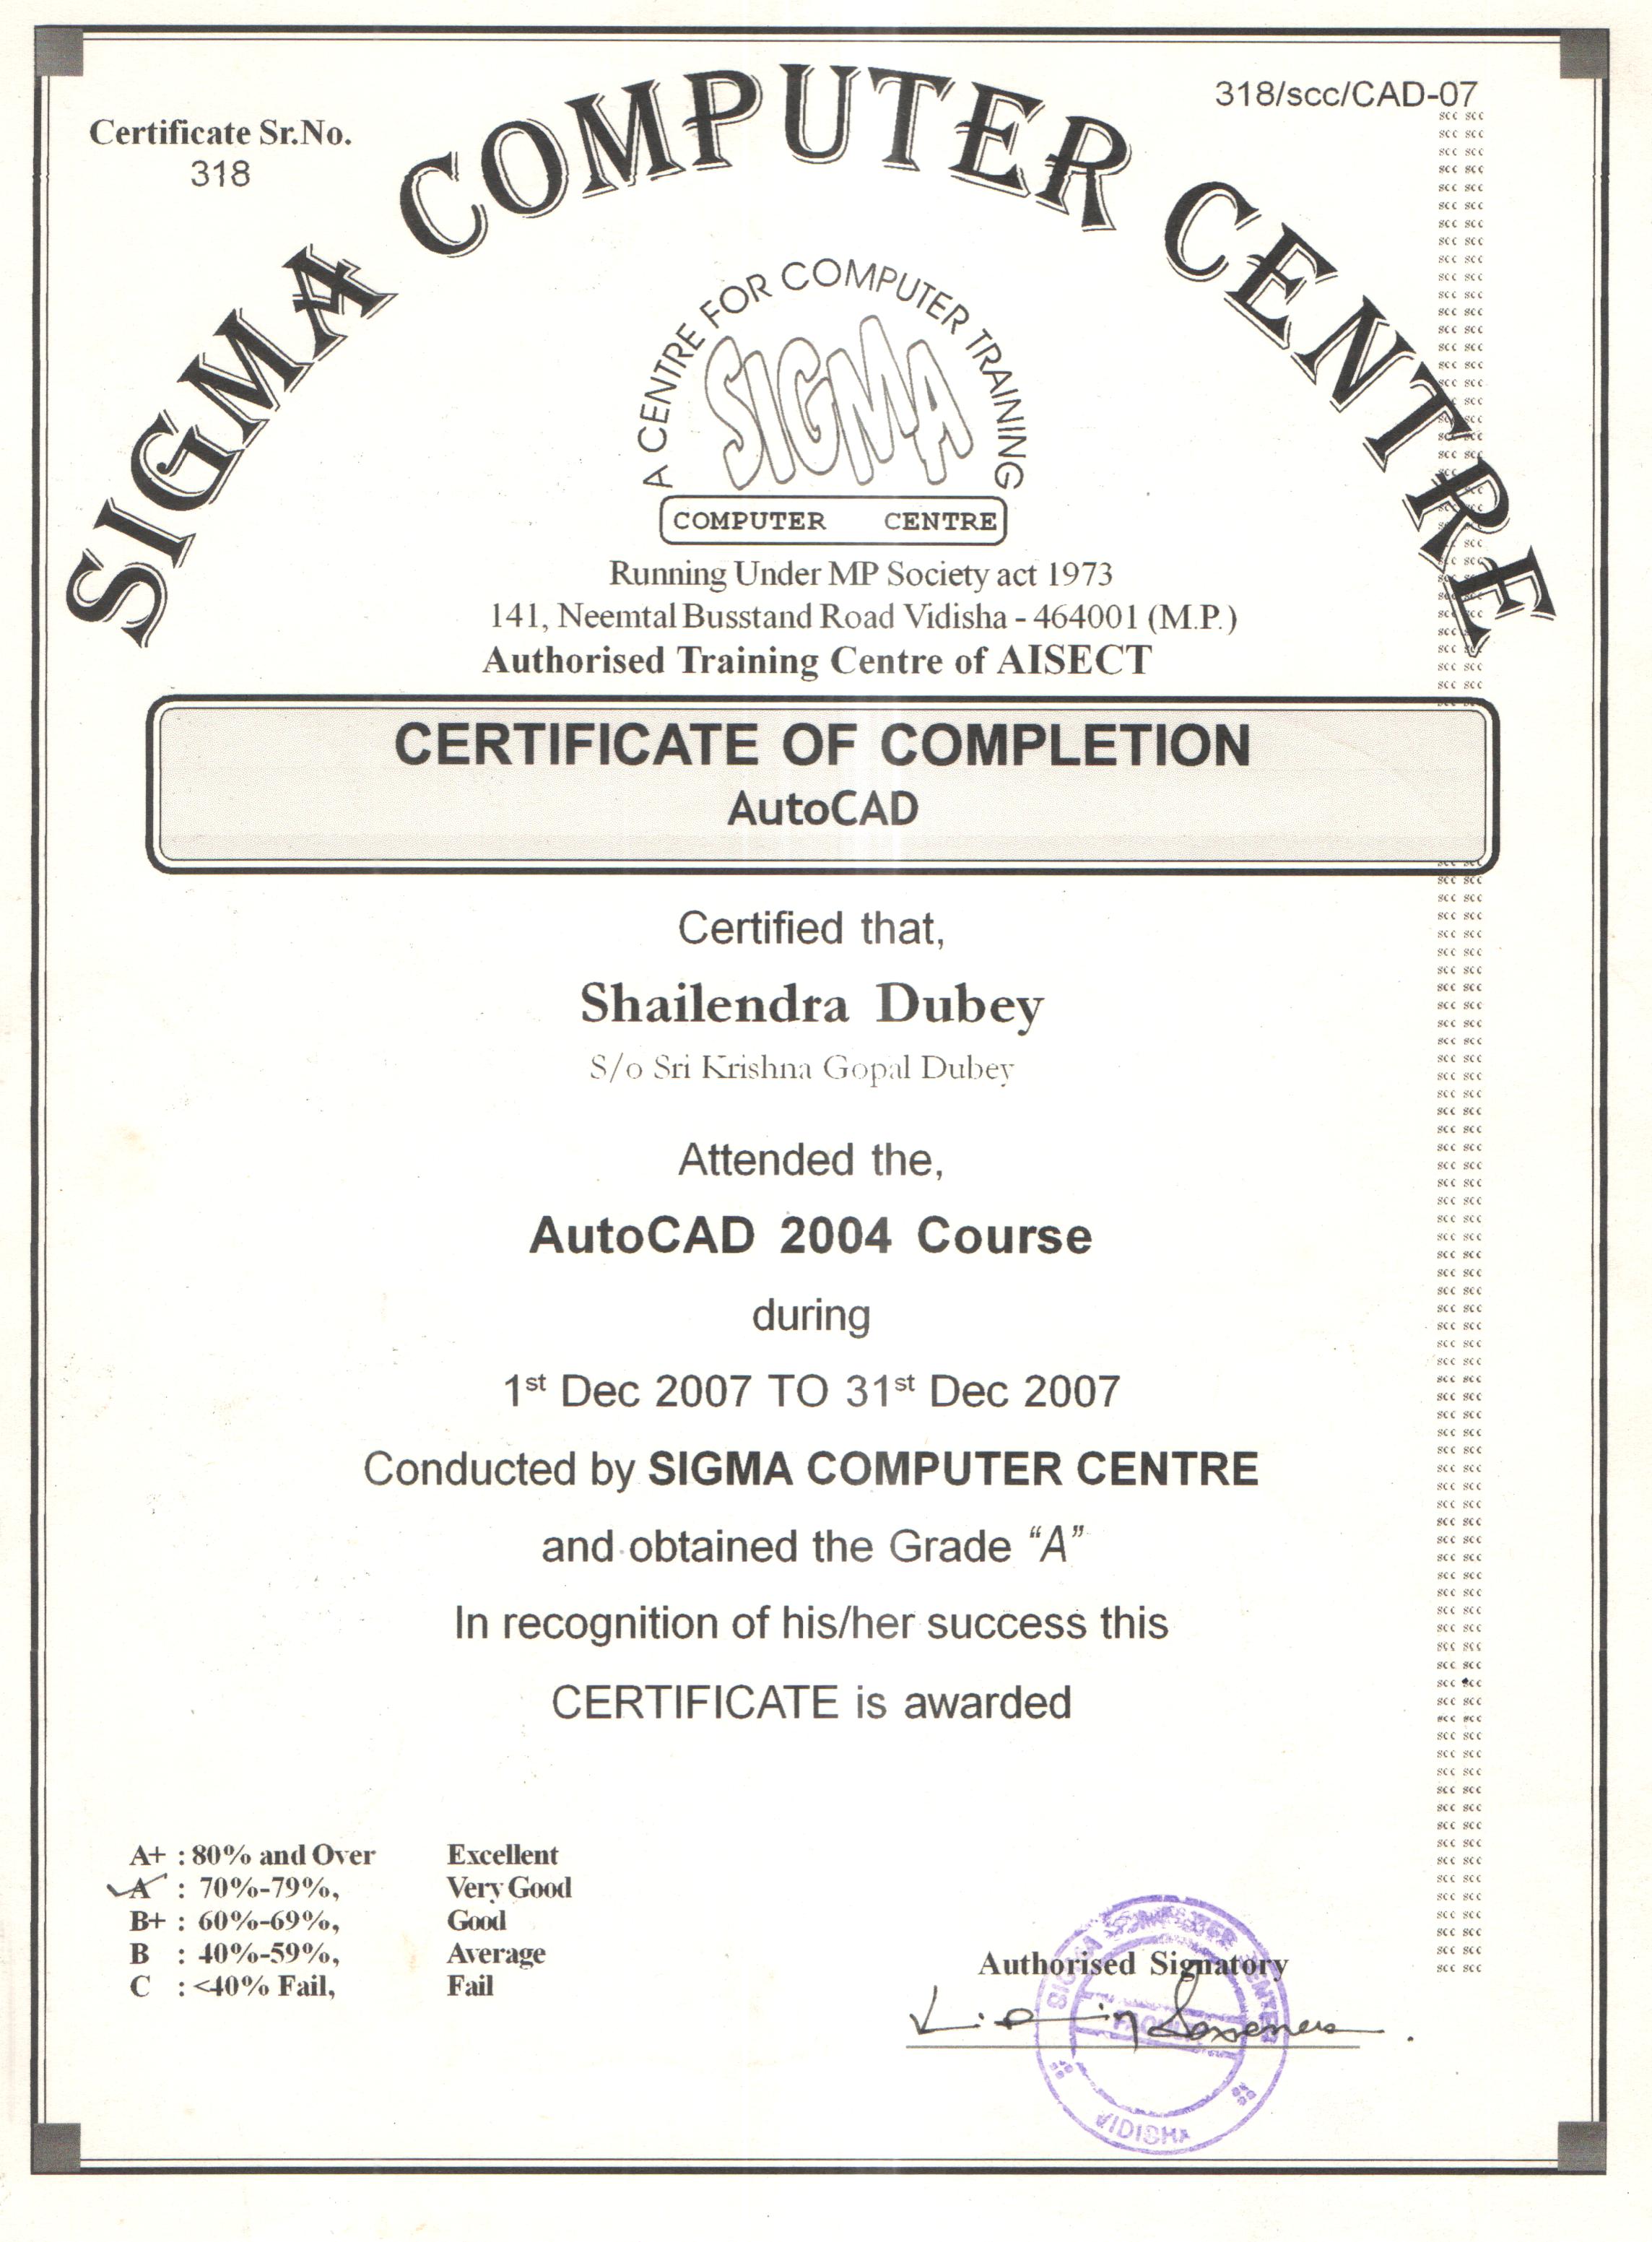 318/scc/CAD-07
Certificate Sr.No.
318
SIGMA COMPUTER CENTRE
A CENTRE FOR COMPUTER TRAINING
SIGMA
COMPUTER CENTRE
Running Under MP Society act 1973
141, Neemtal Busstand Road Vidisha - 464001 (M.P.)
Authorised Training Centre of AISECT
CERTIFICATE OF COMPLETION
AutoCAD
Certified that,
Shailendra Dubey
S/o Sri Krishna Gopal Dubey
Attended the,
AutoCAD 2004 Course
during
1st Dec 2007 TO 31st Dec 2007
Conducted by SIGMA COMPUTER CENTRE
and obtained the Grade “A”
In recognition of his/her success this
CERTIFICATE is awarded
A+ : 80% and Over Excellent
A : 70%-79%, Very Good
B+ : 60%-69%, Good
B : 40%-59%, Average
C : <40% Fail, Fail
Authorised Signatory
SIGMA COMPUTER CENTER
FACULTY
VIDISHA